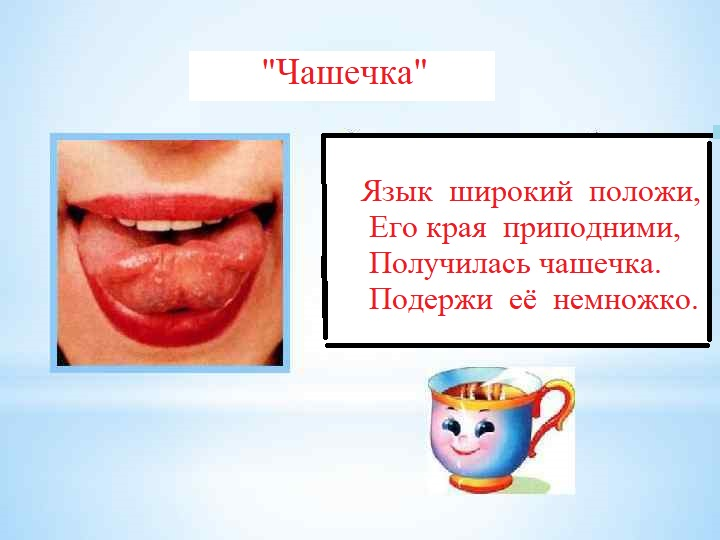 "Чашечка"
Язык широкий положи,
Его края приподними,
Получилась чашечка.
Подержи её немножко.